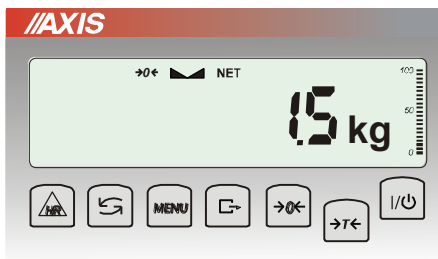 //AXIS
→0← NET
100
50
0
1.5 kg
HR MENU →0← →T← I/⏻